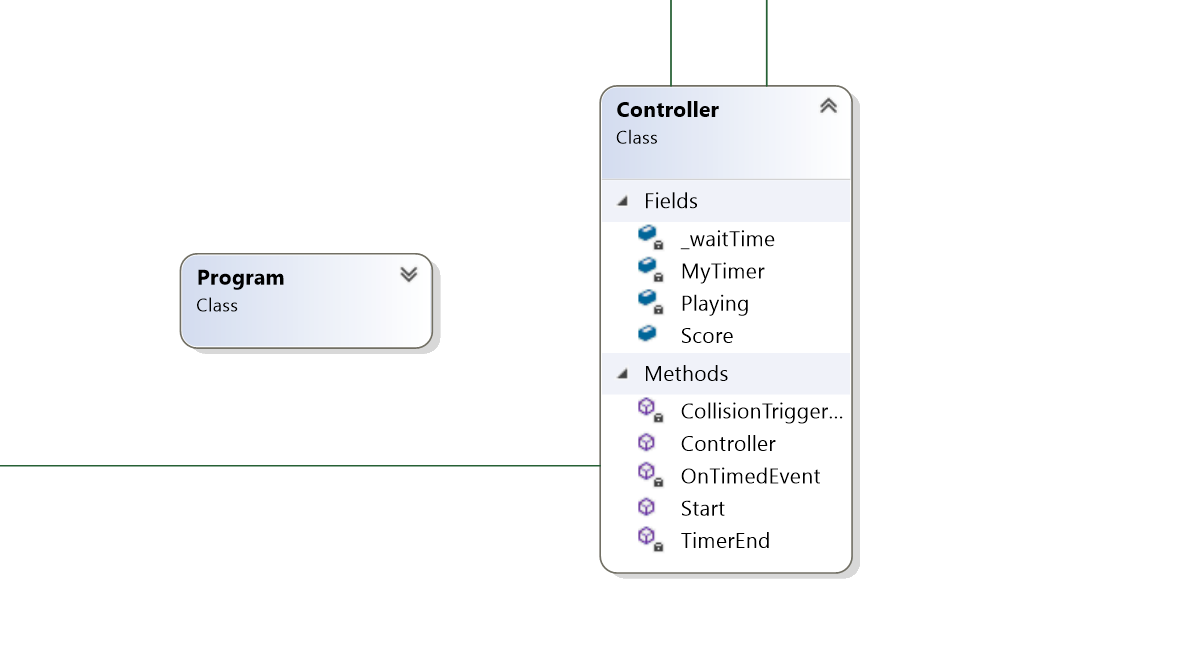 Controller
Class
Fields
_waitTime
MyTimer
Playing
Score
Methods
CollisionTrigger...
Controller
OnTimedEvent
Start
TimerEnd
Program
Class